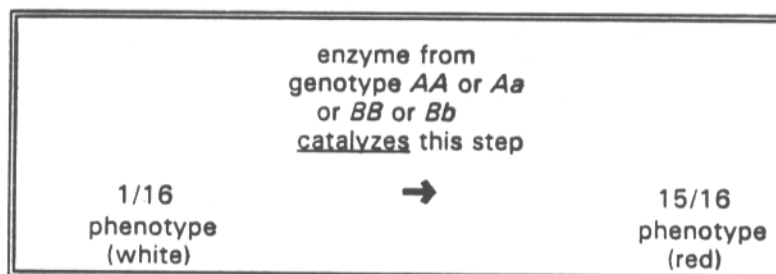 enzyme from
genotype AA or Aa
or BB or Bb
catalyzes this step
1/16 → 15/16
phenotype phenotype
(white) (red)